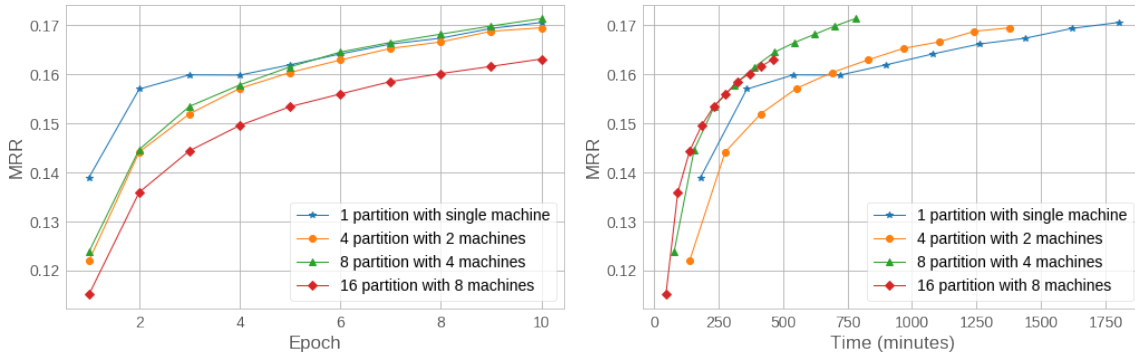 0.17
0.16
0.15
0.14
0.13
0.12
MRR
2
4
6
8
10
Epoch
1 partition with single machine
4 partition with 2 machines
8 partition with 4 machines
16 partition with 8 machines
0.17
0.16
0.15
0.14
0.13
0.12
MRR
0
250
500
750
1000
1250
1500
1750
Time (minutes)
1 partition with single machine
4 partition with 2 machines
8 partition with 4 machines
16 partition with 8 machines